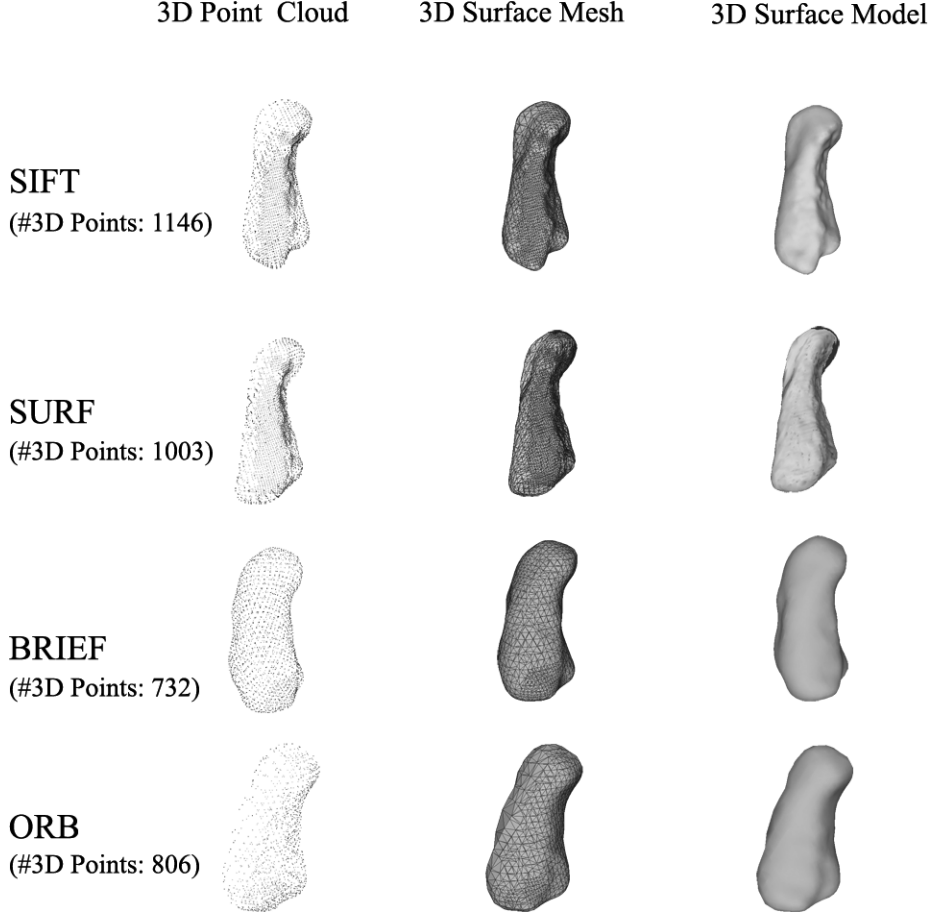 3D Point Cloud 3D Surface Mesh 3D Surface Model
SIFT
(#3D Points: 1146)
SURF
(#3D Points: 1003)
BRIEF
(#3D Points: 732)
ORB
(#3D Points: 806)